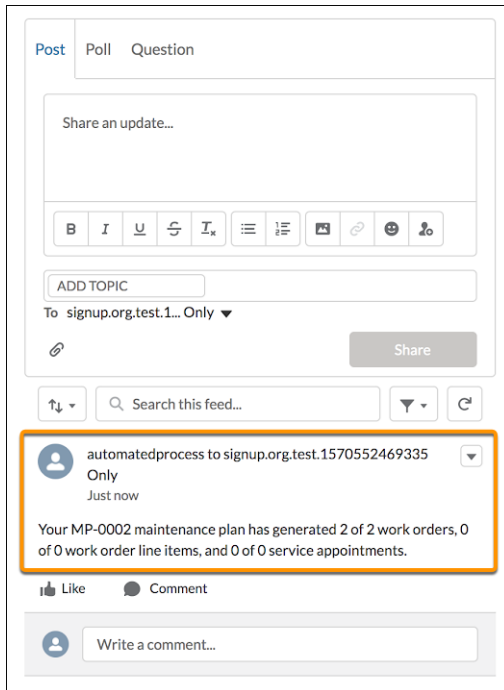 Post Poll Question
Share an update...
B I U S Tx
ADD TOPIC
To signup.org.test.1... Only
Share
Search this feed...
automatedprocess to signup.org.test.1570552469335
Only
Just now
Your MP-0002 maintenance plan has generated 2 of 2 work orders, 0
of 0 work order line items, and 0 of 0 service appointments.
Like Comment
Write a comment...